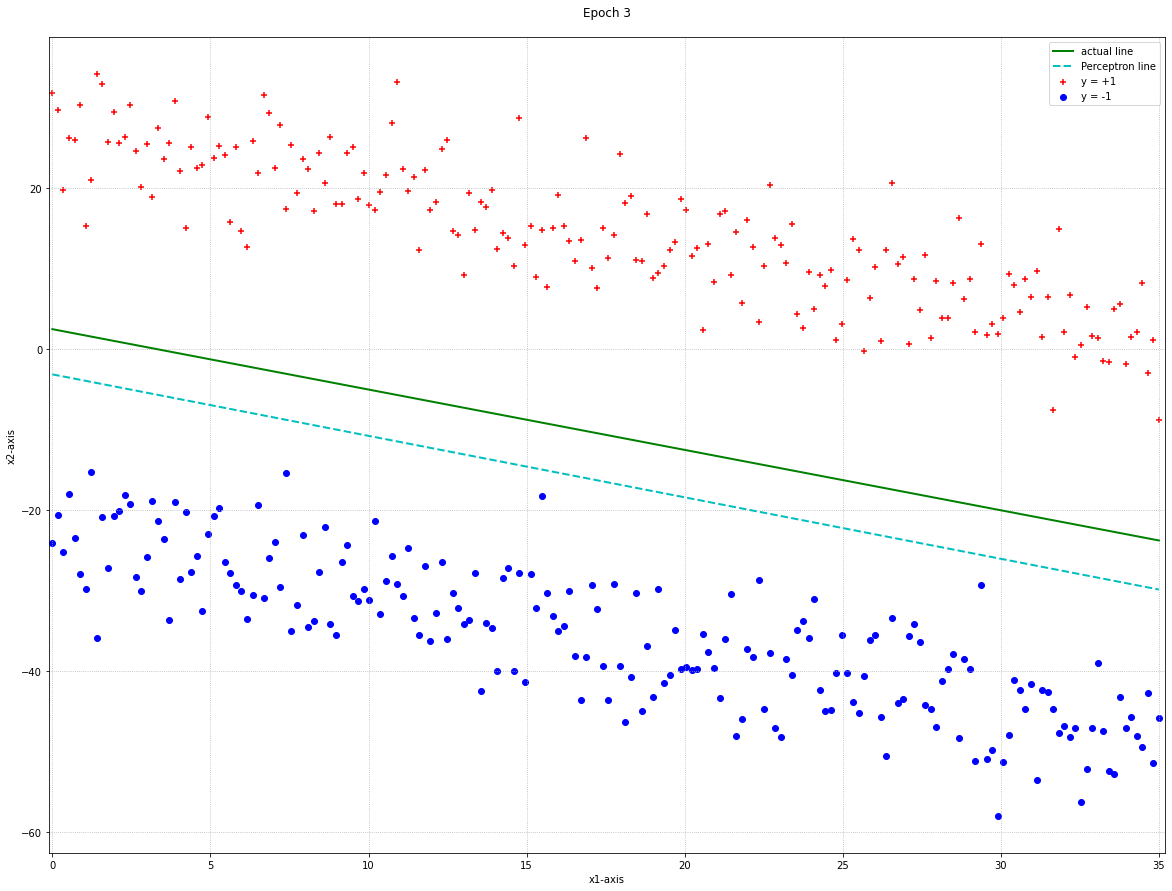 Epoch 3
actual line
Perceptron line
y = +1
y = -1
20
0
−20
−40
−60
x2-axis
0 5 10 15 20 25 30 35
x1-axis